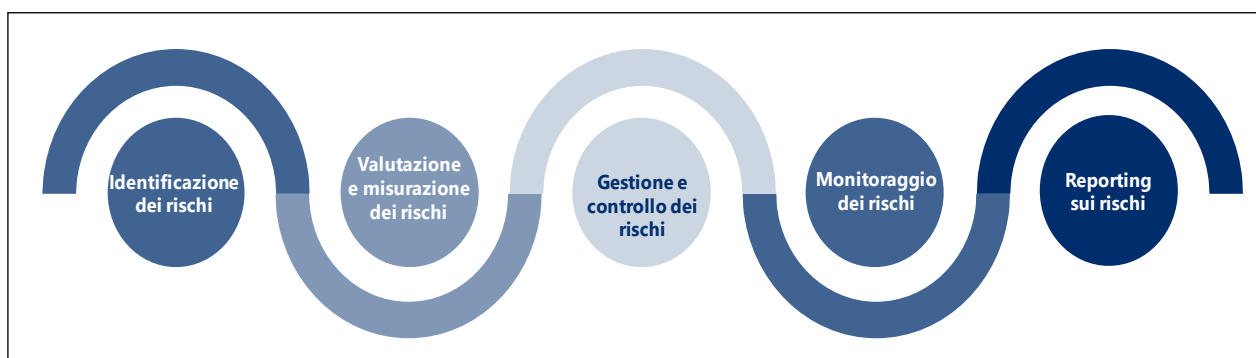 Identificazione
dei rischi
Valutazione
e misurazione
dei rischi
Gestione e
controllo dei
rischi
Monitoraggio
dei rischi
Reporting
sui rischi